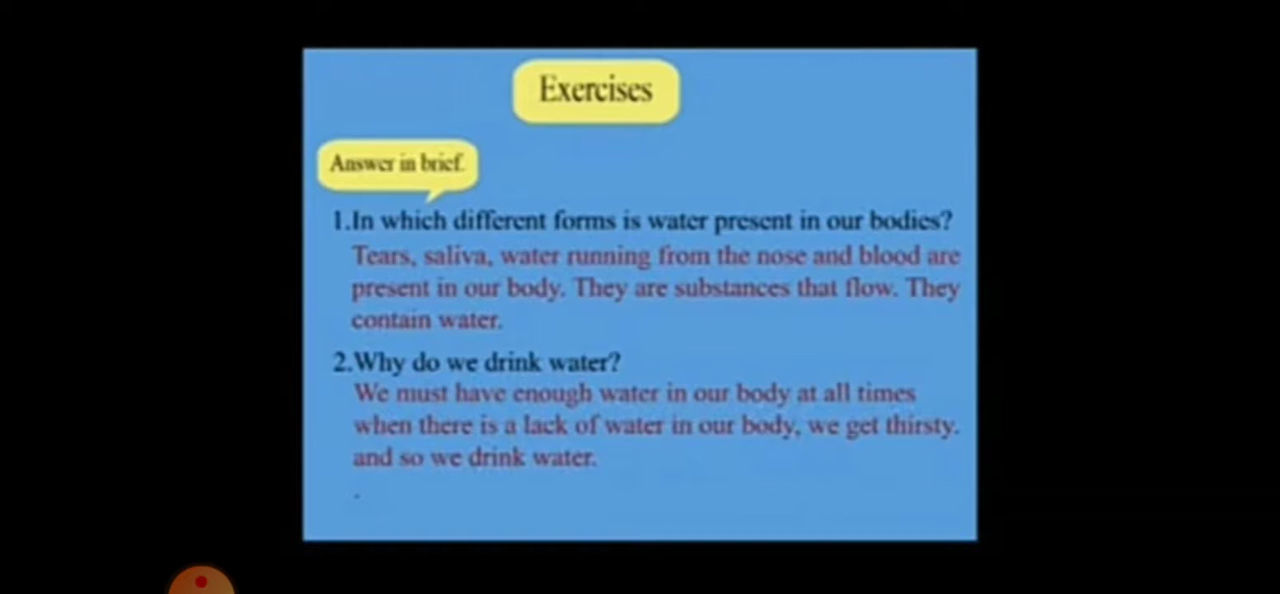 Exercises
Answer in brief.
1.In which different forms is water present in our bodies?
Tears, saliva, water running from the nose and blood are
present in our body. They are substances that flow. They
contain water.
2.Why do we drink water?
We must have enough water in our body at all times
when there is a lack of water in our body, we get thirsty.
and so we drink water.
.